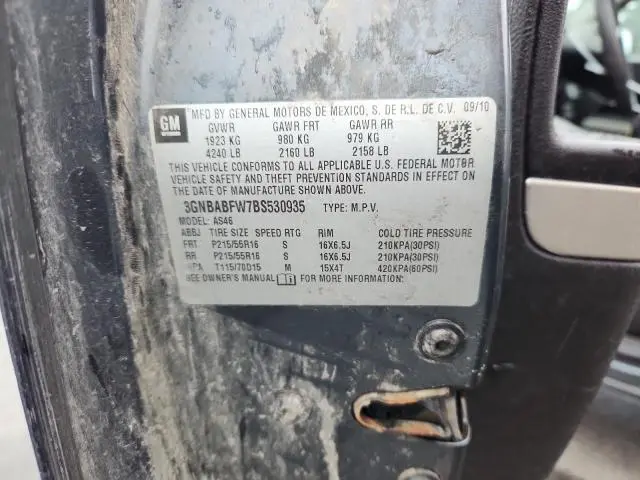 GM
MFD BY GENERAL MOTORS DE MEXICO, S. DE R.L. DE C.V. 09/10
GVWR GAWR FRT GAWR RR
1923 KG 980 KG 979 KG
4240 LB 2160 LB 2158 LB
THIS VEHICLE CONFORMS TO ALL APPLICABLE U.S. FEDERAL MOTOR
VEHICLE SAFETY AND THEFT PREVENTION STANDARDS IN EFFECT ON
THE DATE OF MANUFACTURE SHOWN ABOVE.
3GNBABFW7BS530935 TYPE: M.P.V.
MODEL: AS46
TIRE SIZE SPEED RTG RIM COLD TIRE PRESSURE
FRT P215/55R16 S 16X6.5J 210KPA(30PSI)
RR P215/55R16 S 16X6.5J 210KPA(30PSI)
PA T115/70D15 M 15X4T 420KPA(60PSI)
SEE OWNER'S MANUAL FOR MORE INFORMATION.